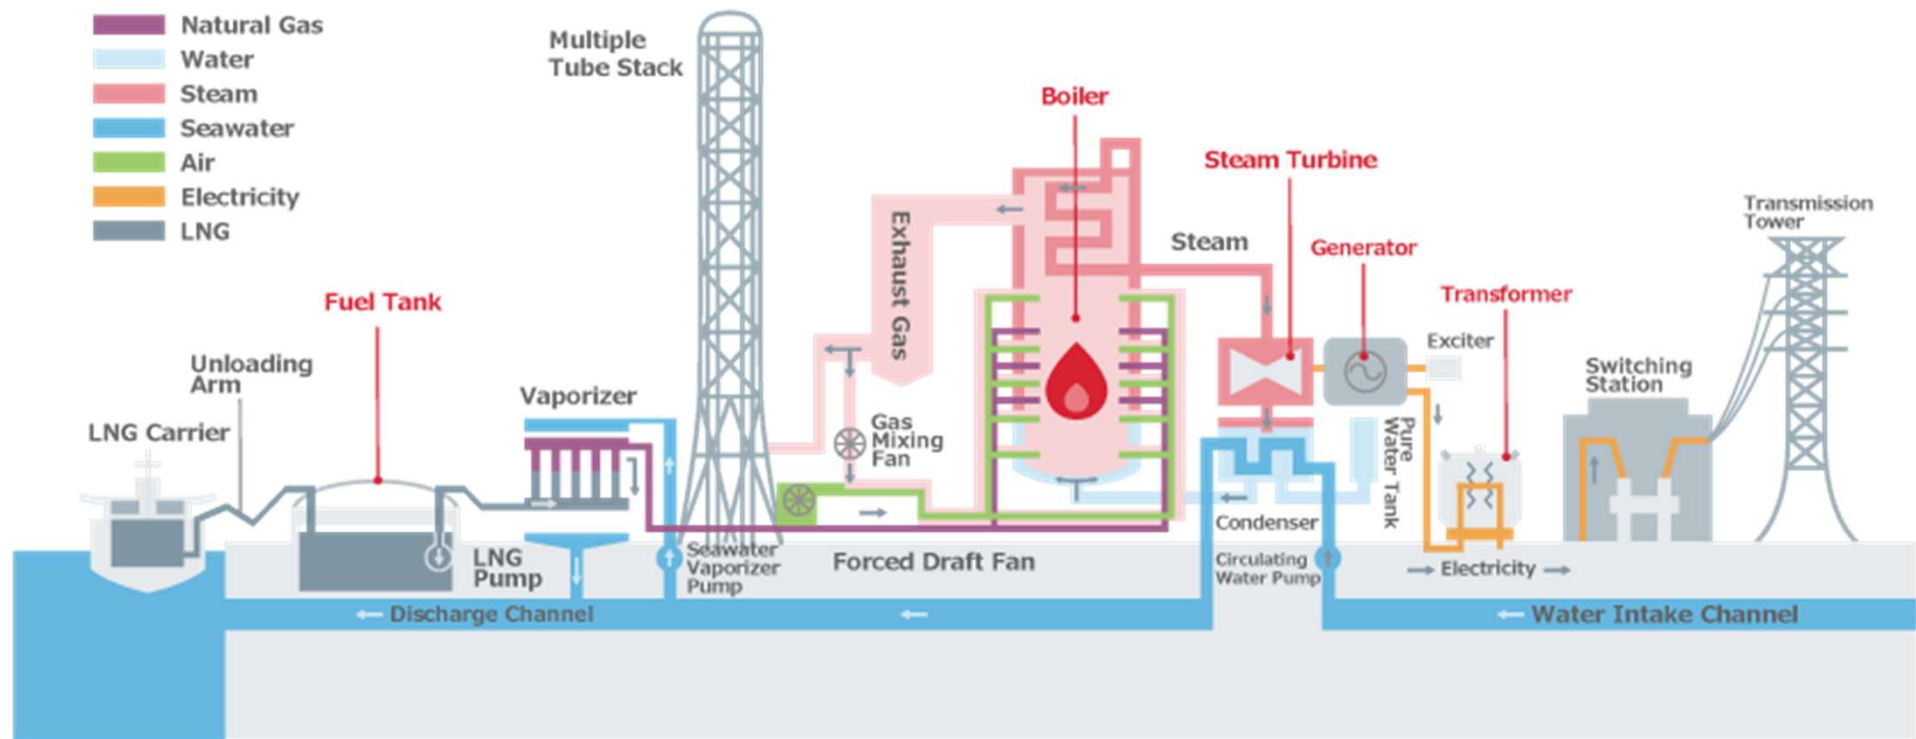 Natural Gas
Water
Steam
Seawater
Air
Electricity
LNG
Multiple
Tube Stack
Boiler
Steam Turbine
Generator
Transformer
Transmission
Tower
Steam
Exhaust Gas
Fuel Tank
Unloading
Arm
LNG Carrier
Vaporizer
Gas
Mixing
Fan
Exciter
Switching
Station
Pure
Water Tank
LNG
Pump
Seawater
Vaporizer
Pump
Forced Draft Fan
Condenser
Circulating
Water Pump
Electricity
Discharge Channel
Water Intake Channel